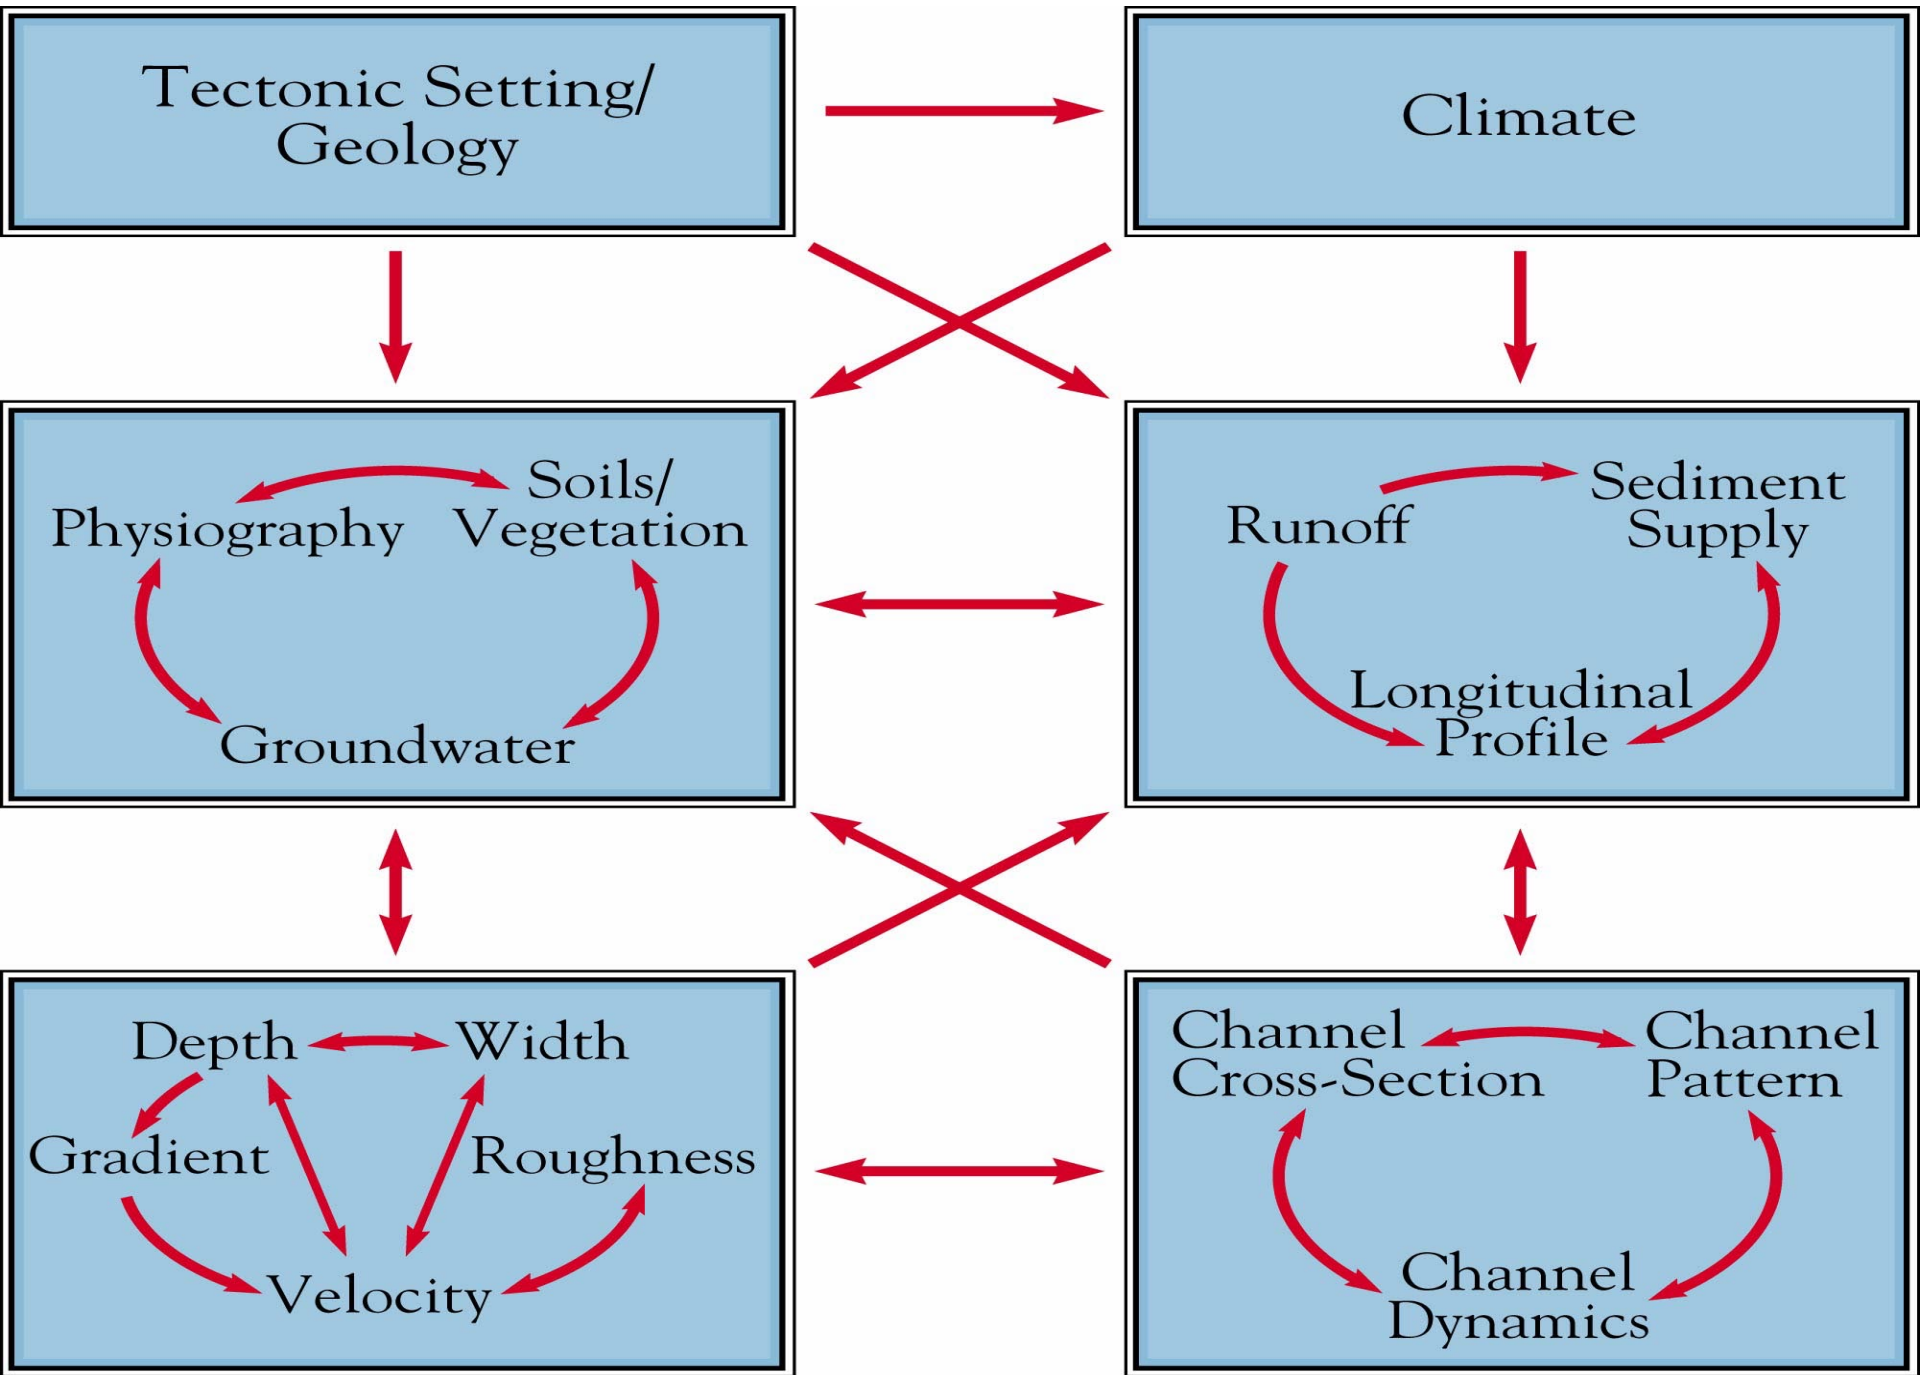 Tectonic Setting/
Geology
Climate
Soils/
Physiography
Vegetation
Groundwater
Sediment
Runoff
Supply
Longitudinal
Profile
Depth
Width
Gradient
Roughness
Velocity
Channel
Cross-Section
Channel
Pattern
Channel
Dynamics